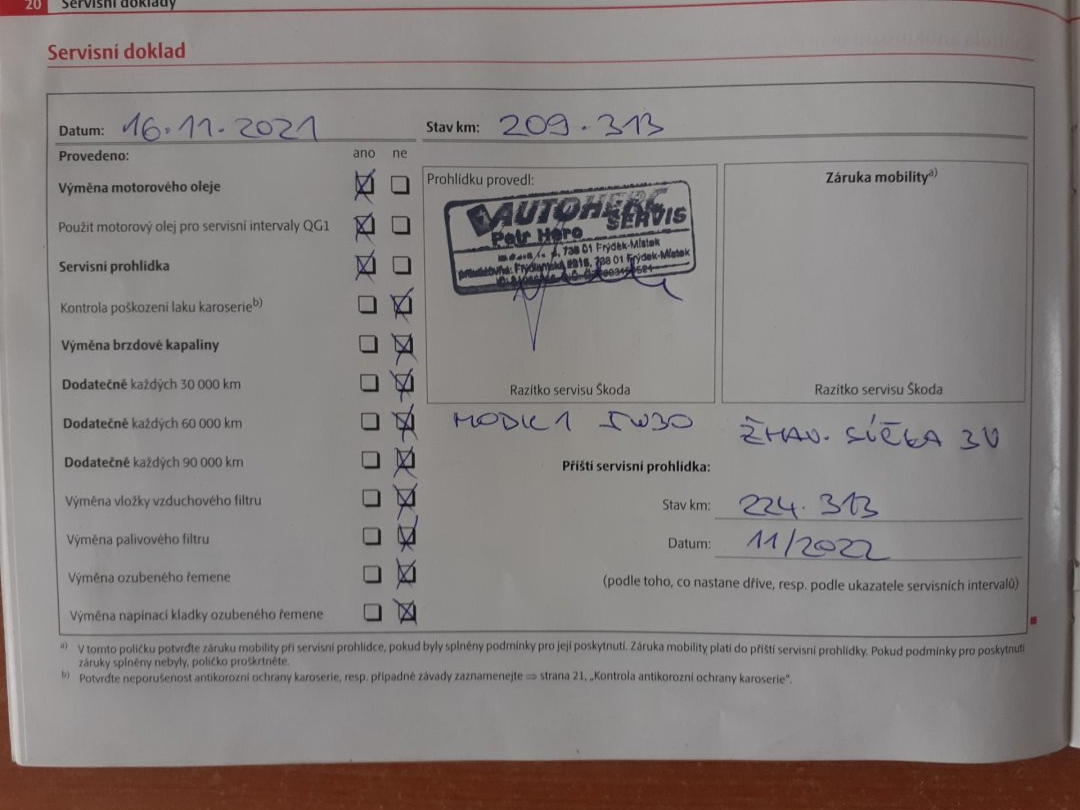 20 Servisní doklady
Servisní doklad
Datum: 16.11.2021 Stav km: 209.313
Provedeno: ano ne
Výměna motorového oleje
Použit motorový olej pro servisní intervaly QG1
Servisní prohlídka
Kontrola poškození laku karoserie b)
Výměna brzdové kapaliny
Dodatečně každých 30 000 km
Dodatečně každých 60 000 km
Dodatečně každých 90 000 km
Výměna vložky vzduchového filtru
Výměna palivového filtru
Výměna ozubeného řemene
Výměna napínací kladky ozubeného řemene
Prohlídku provedl:
AUTOHERC
SERVIS
Petr Herc
738 01 Frýdek-Místek
738 01 Frýdek-Místek
Razítko servisu Škoda
Záruka mobility a)
Razítko servisu Škoda
5W30
ŽHAV. SÍČKA 3V
Příští servisní prohlídka:
Stav km: 224.313
Datum: 11/2022
(podle toho, co nastane dříve, resp. podle ukazatele servisních intervalů)
a) V tomto políčku potvrďte záruku mobility při servisní prohlídce, pokud byly splněny podmínky pro její poskytnutí. Záruka mobility platí do příští servisní prohlídky. Pokud podmínky pro poskytnutí
záruky splněny nebyly, políčko proškrtněte.
b) Potvrďte neporušenost antikorozní ochrany karoserie, resp. případné závady zaznamenejte ⇒ strana 21, „Kontrola antikorozní ochrany karoserie“.